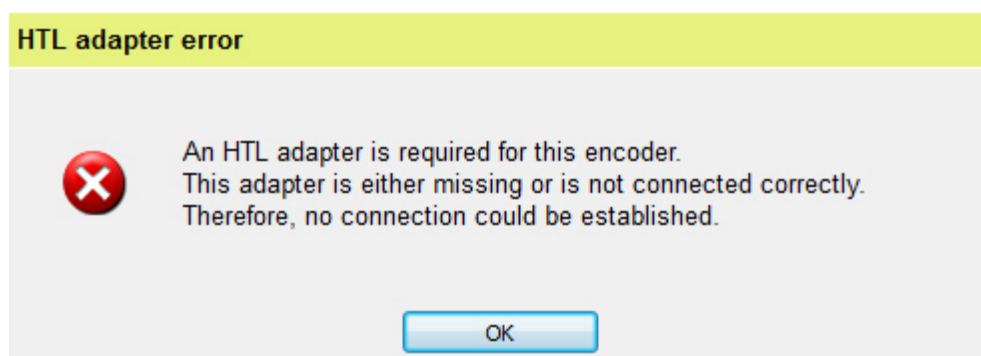 HTL adapter error
An HTL adapter is required for this encoder.
This adapter is either missing or is not connected correctly.
Therefore, no connection could be established.
OK